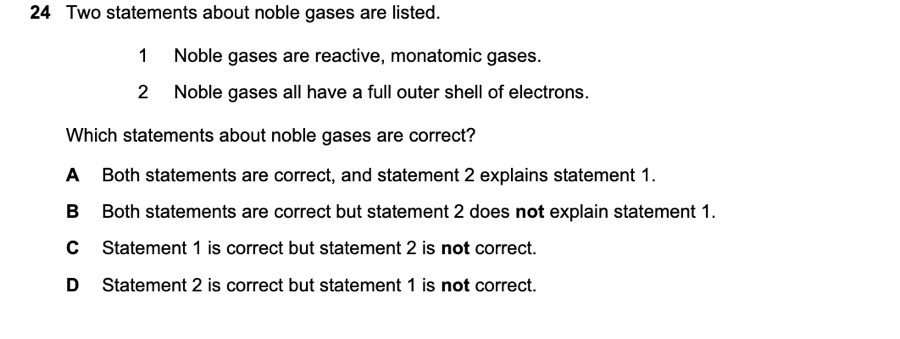 24 Two statements about noble gases are listed.
1 Noble gases are reactive, monatomic gases.
2 Noble gases all have a full outer shell of electrons.
Which statements about noble gases are correct?
A Both statements are correct, and statement 2 explains statement 1.
B Both statements are correct but statement 2 does not explain statement 1.
C Statement 1 is correct but statement 2 is not correct.
D Statement 2 is correct but statement 1 is not correct.